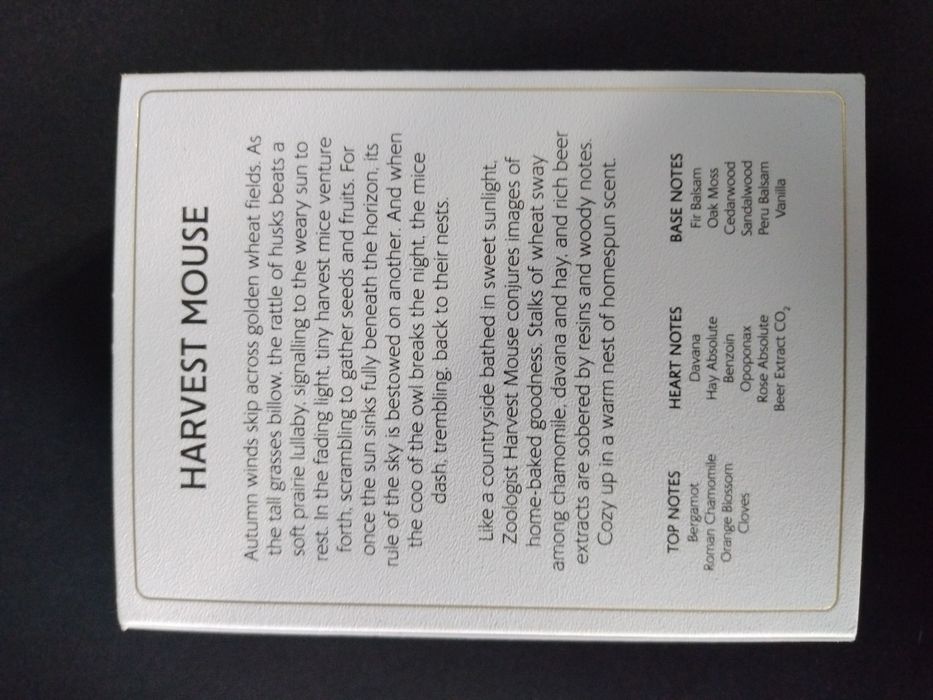 HARVEST MOUSE
Autumn winds skip across golden wheat fields. As
the tall grasses billow, the rattle of husks beats a
soft prairie lullaby, signalling to the weary sun to
rest. In the fading light, tiny harvest mice venture
forth, scrambling to gather seeds and fruits. For
once the sun sinks fully beneath the horizon, its
rule of the sky is bestowed on another. And when
the coo of the owl breaks the night, the mice
dash, trembling, back to their nests.
Like a countryside bathed in sweet sunlight,
Zoologist Harvest Mouse conjures images of
home-baked goodness. Stalks of wheat sway
among chamomile, davana and hay, and rich beer
extracts are sobered by resins and woody notes.
Cozy up in a warm nest of homespun scent.
TOP NOTES
Bergamot
Roman Chamomile
Orange Blossom
Cloves
HEART NOTES
Davana
Hay Absolute
Benzoin
Opoponax
Rose Absolute
Beer Extract CO₂
BASE NOTES
Fir Balsam
Oak Moss
Cedarwood
Sandalwood
Peru Balsam
Vanilla